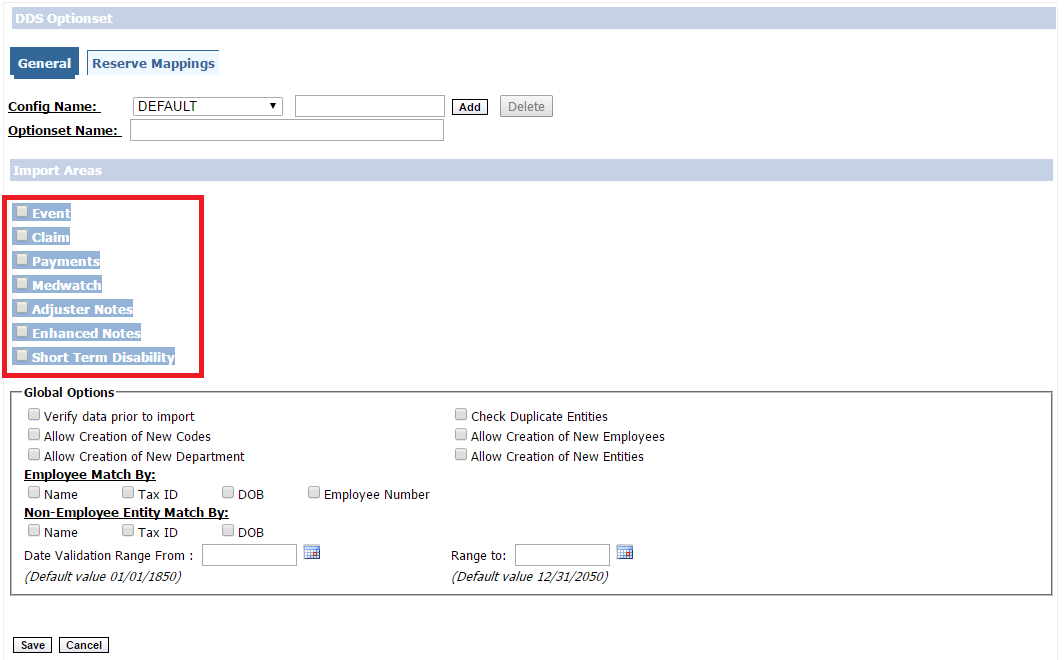 DDS Optionset
General Reserve Mappings
Config Name: DEFAULT Add Delete
Optionset Name:
Import Areas
Event
Claim
Payments
Medwatch
Adjuster Notes
Enhanced Notes
Short Term Disability
Global Options
Verify data prior to import Check Duplicate Entities
Allow Creation of New Codes Allow Creation of New Employees
Allow Creation of New Department Allow Creation of New Entities
Employee Match By:
Name Tax ID DOB Employee Number
Non-Employee Entity Match By:
Name Tax ID DOB
Date Validation Range From : Range to:
(Default value 01/01/1850) (Default value 12/31/2050)
Save Cancel